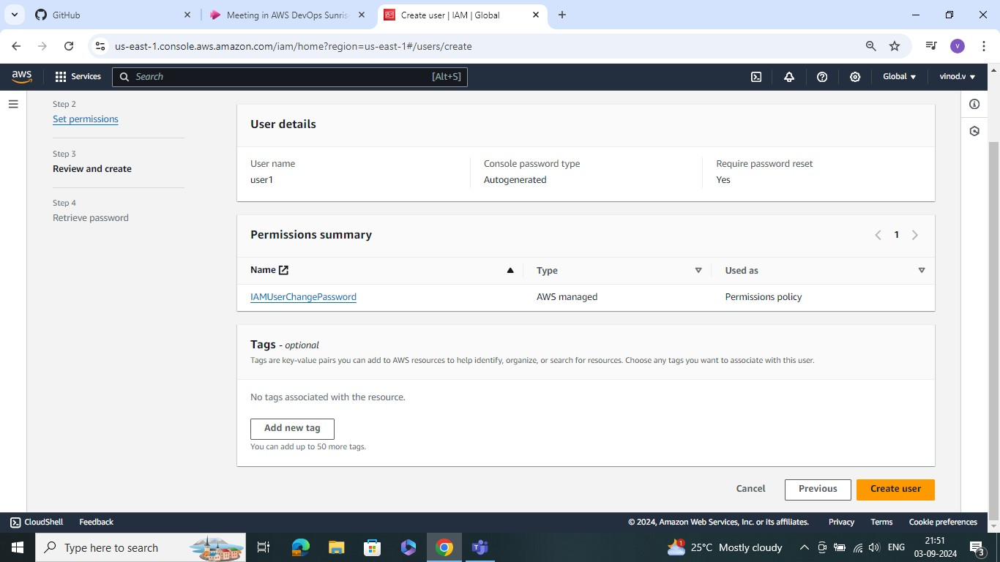 GitHub
Meeting in AWS DevOps Sunris
Create user | IAM | Global
us-east-1.console.aws.amazon.com/iam/home?region=us-east-1#/users/create
V
aws
Services
Search
[Alt+S]
Global
vinod.v
Step 2
Set permissions
Step 3
Review and create
Step 4
Retrieve password
User details
User name
Console password type
Require password reset
user1
Autogenerated
Yes
Permissions summary
1
Name
Type
Used as
IAMUserChangePassword
AWS managed
Permissions policy
Tags - optional
Tags are key-value pairs you can add to AWS resources to help identify, organize, or search for resources. Choose any tags you want to associate with this user.
No tags associated with the resource.
Add new tag
You can add up to 50 more tags.
Cancel
Previous
Create user
CloudShell
Feedback
© 2024, Amazon Web Services, Inc. or its affiliates.
Privacy
Terms
Cookie preferences
Type here to search
1
25°C Mostly cloudy
ENG
21:51
03-09-2024
3